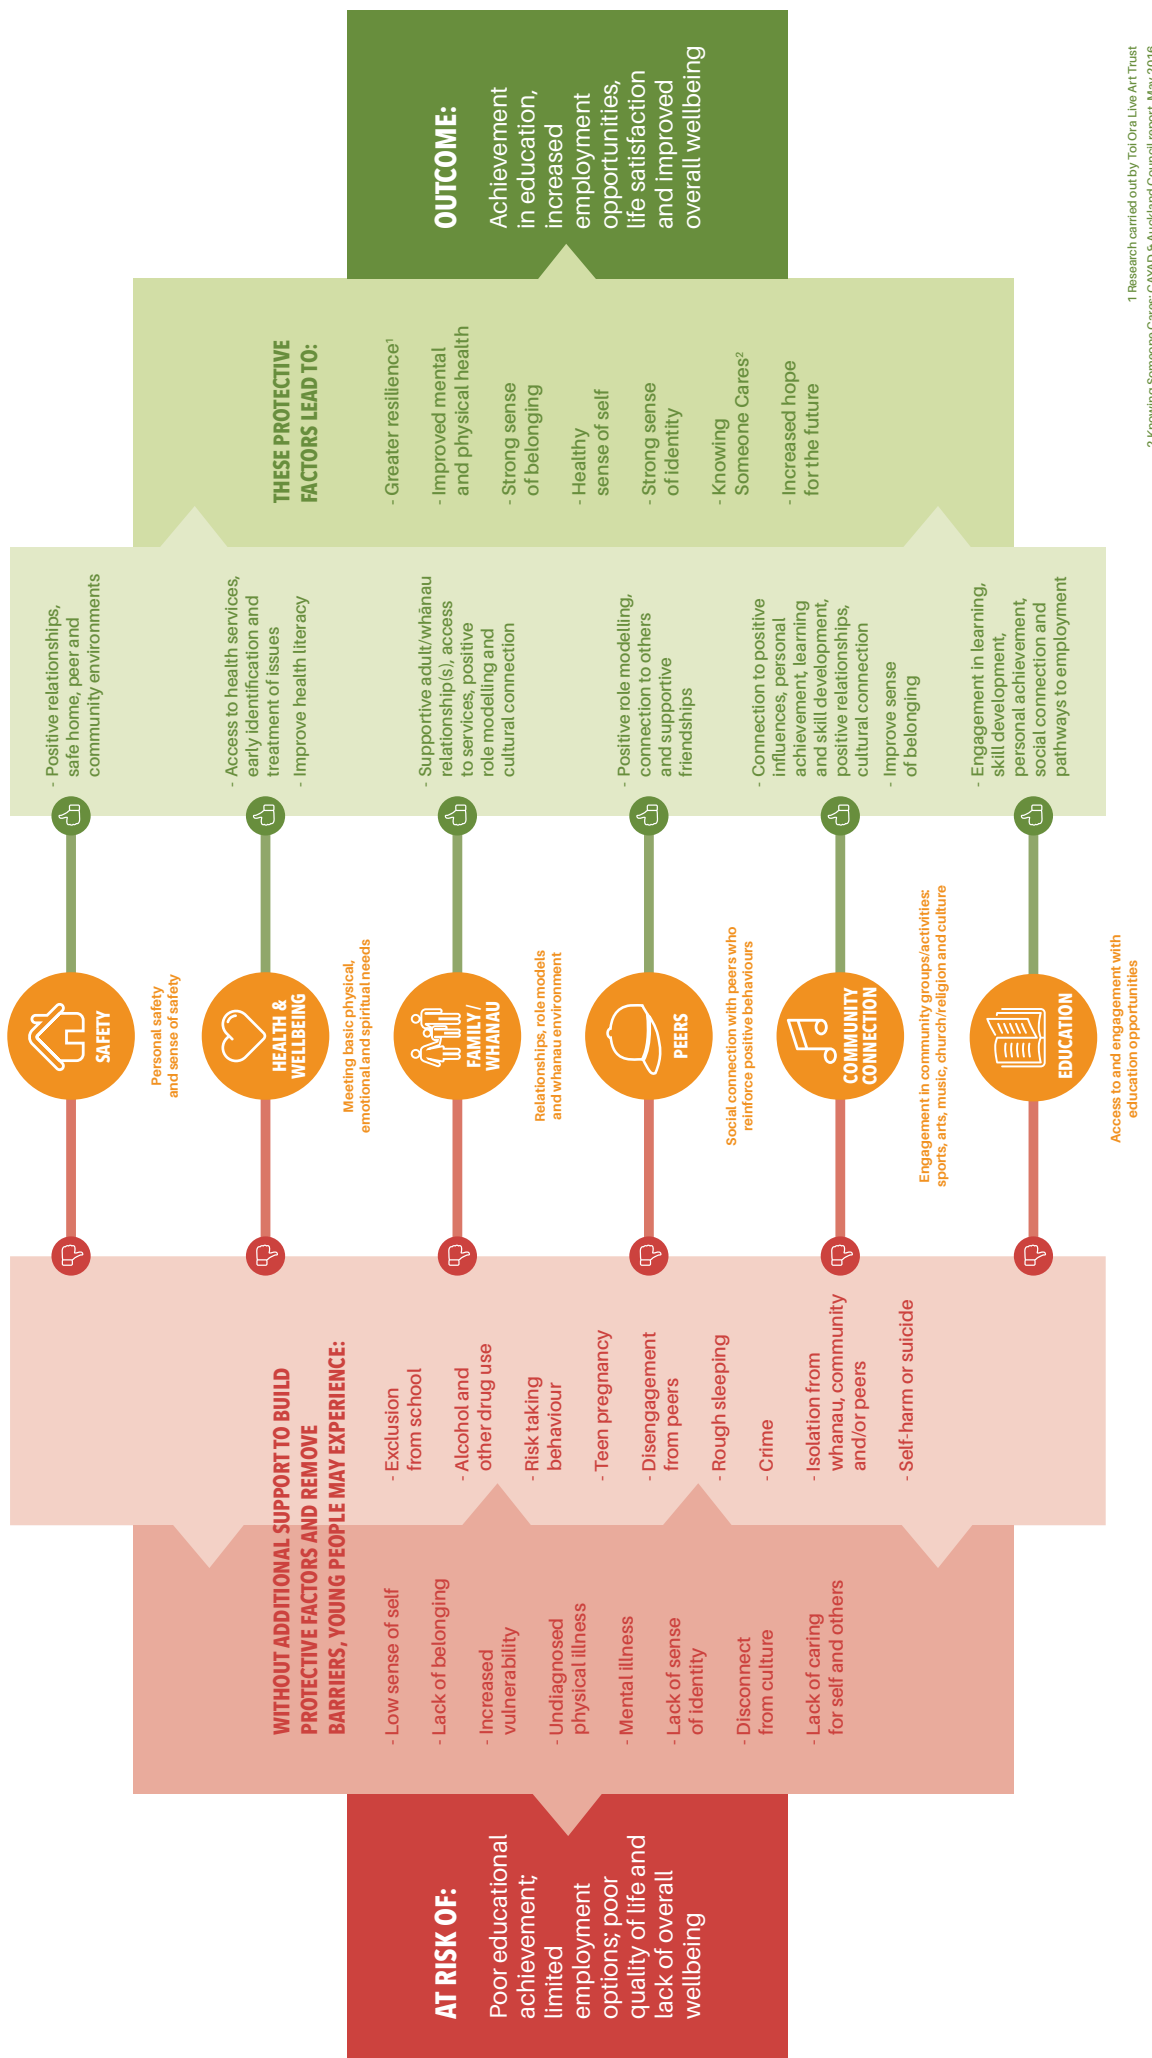 AT RISK OF:
Poor educational
achievement;
limited
employment
options; poor
quality of life and
lack of overall
wellbeing
WITHOUT ADDITIONAL SUPPORT TO BUILD
PROTECTIVE FACTORS AND REMOVE
BARRIERS, YOUNG PEOPLE MAY EXPERIENCE:
- Low sense of self
- Lack of belonging
- Increased
vulnerability
- Undiagnosed
physical illness
- Mental illness
- Lack of sense
of identity
- Disconnect
from culture
- Lack of caring
for self and others
- Exclusion
from school
- Alcohol and
other drug use
- Risk taking
behaviour
- Teen pregnancy
- Disengagement
from peers
- Rough sleeping
- Crime
- Isolation from
whanau, community
and/or peers
- Self-harm or suicide
SAFETY
Personal safety
and sense of safety
HEALTH &
WELLBEING
Meeting basic physical,
emotional and spiritual needs
FAMILY/
WHANAU
Relationships, role models
and whanau environment
PEERS
Social connection with peers who
reinforce positive behaviours
COMMUNITY
CONNECTION
Engagement in community groups/activities:
sports, arts, music, church/religion and culture
EDUCATION
Access to and engagement with
education opportunities
- Positive relationships,
safe home, peer and
community environments
- Access to health services,
early identification and
treatment of issues
- Improve health literacy
- Supportive adult/whānau
relationship(s), access
to services, positive
role modelling and
cultural connection
- Positive role modelling,
connection to others
and supportive
friendships
- Connection to positive
influences, personal
achievement, learning
and skill development,
positive relationships,
cultural connection
- Improve sense
of belonging
- Engagement in learning,
skill development,
personal achievement,
social connection and
pathways to employment
THESE PROTECTIVE
FACTORS LEAD TO:
- Greater resilience¹
- Improved mental
and physical health
- Strong sense
of belonging
- Healthy
sense of self
- Strong sense
of identity
- Knowing
Someone Cares²
- Increased hope
for the future
OUTCOME:
Achievement
in education,
increased
employment
opportunities,
life satisfaction
and improved
overall wellbeing
1 Research carried out by Toi Ora Live Art Trust
2 Knowing Someone Cares: CAYAD & Auckland Council report, May 2016